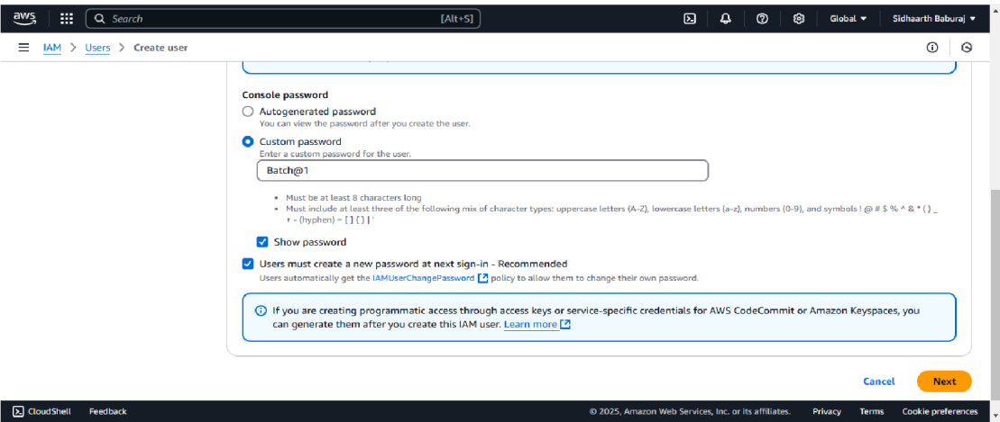 aws Search [Alt+S] Global Sidhaarth Baburaj
IAM > Users > Create user
Console password
Autogenerated password
You can view the password after you create the user.
Custom password
Enter a custom password for the user.
Batch@1
• Must be at least 8 characters long
• Must include at least three of the following mix of character types: uppercase letters (A-Z), lowercase letters (a-z), numbers (0-9), and symbols ! @ # $ % ^ & * ( ) _
+ - (hyphen) = [ ] { } | '
Show password
Users must create a new password at next sign-in - Recommended
Users automatically get the IAMUserChangePassword policy to allow them to change their own password.
If you are creating programmatic access through access keys or service-specific credentials for AWS CodeCommit or Amazon Keyspaces, you
can generate them after you create this IAM user. Learn more
Cancel Next
CloudShell Feedback © 2025, Amazon Web Services, Inc. or its affiliates. Privacy Terms Cookie preferences